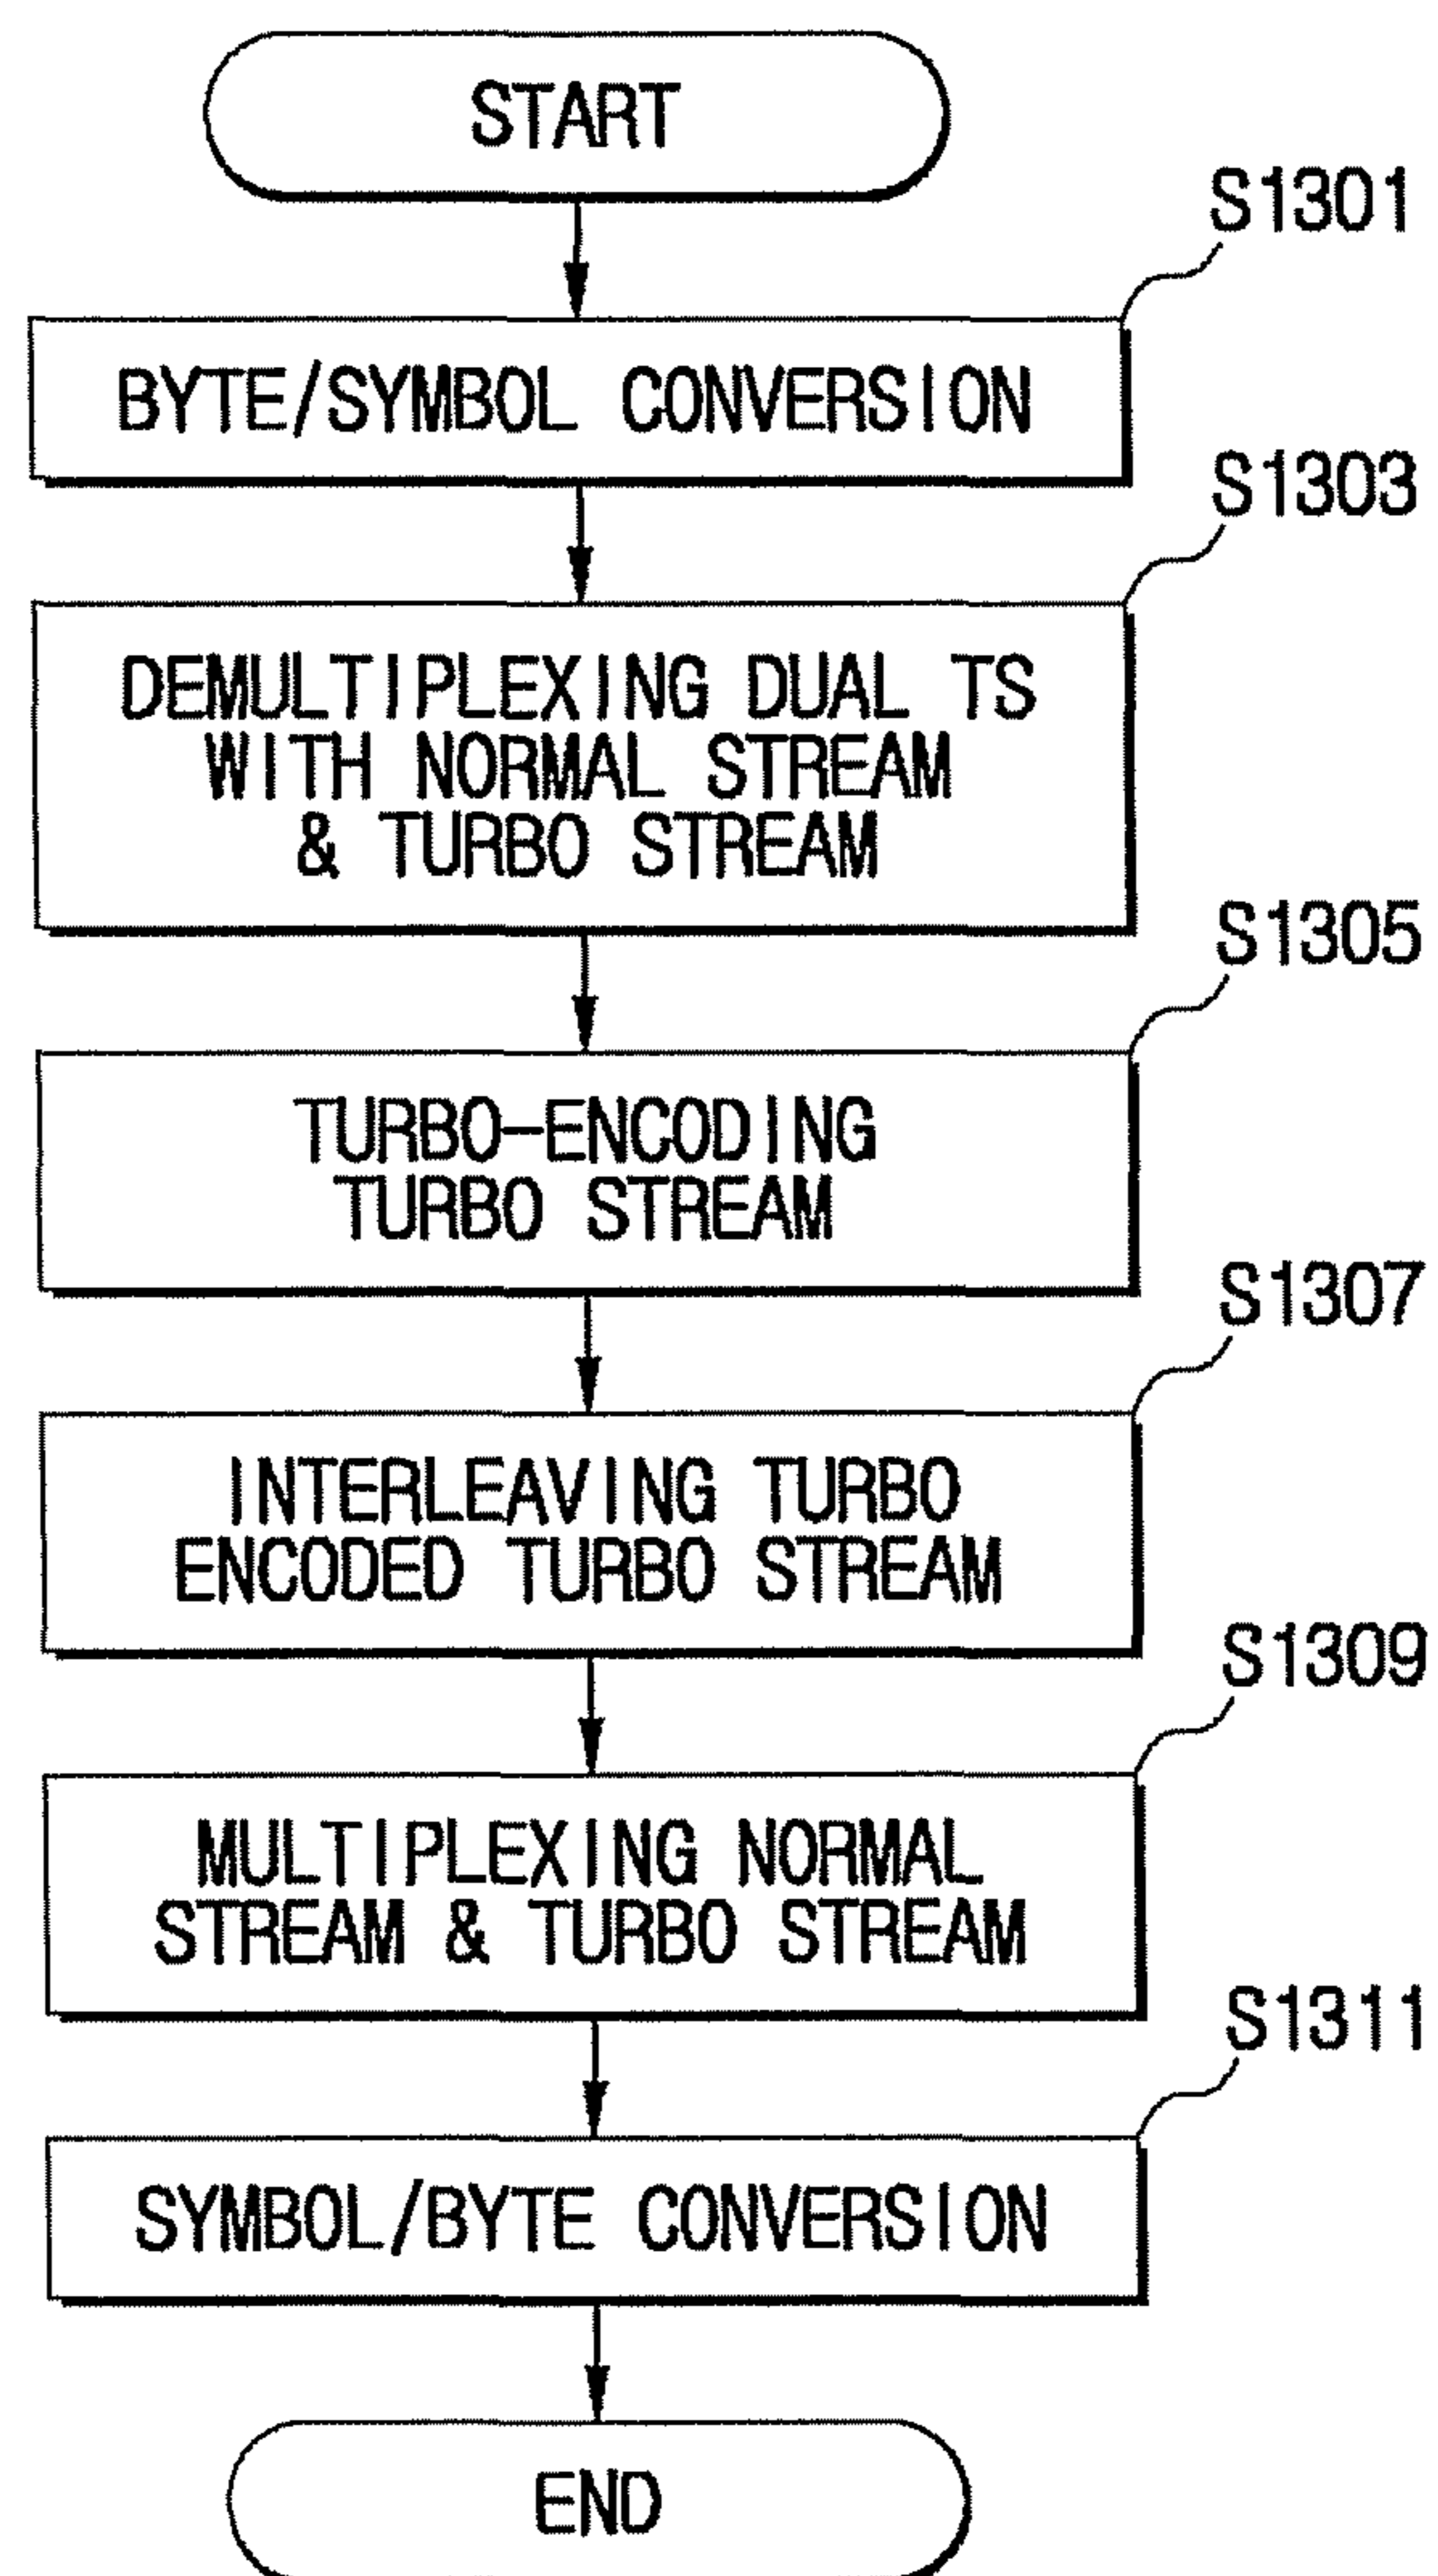 START
S1301
BYTE/SYMBOL CONVERSION
S1303
DEMULTIPLEXING DUAL TS
WITH NORMAL STREAM
& TURBO STREAM
S1305
TURBO-ENCODING
TURBO STREAM
S1307
INTERLEAVING TURBO
ENCODED TURBO STREAM
S1309
MULTIPLEXING NORMAL
STREAM & TURBO STREAM
S1311
SYMBOL/BYTE CONVERSION
END